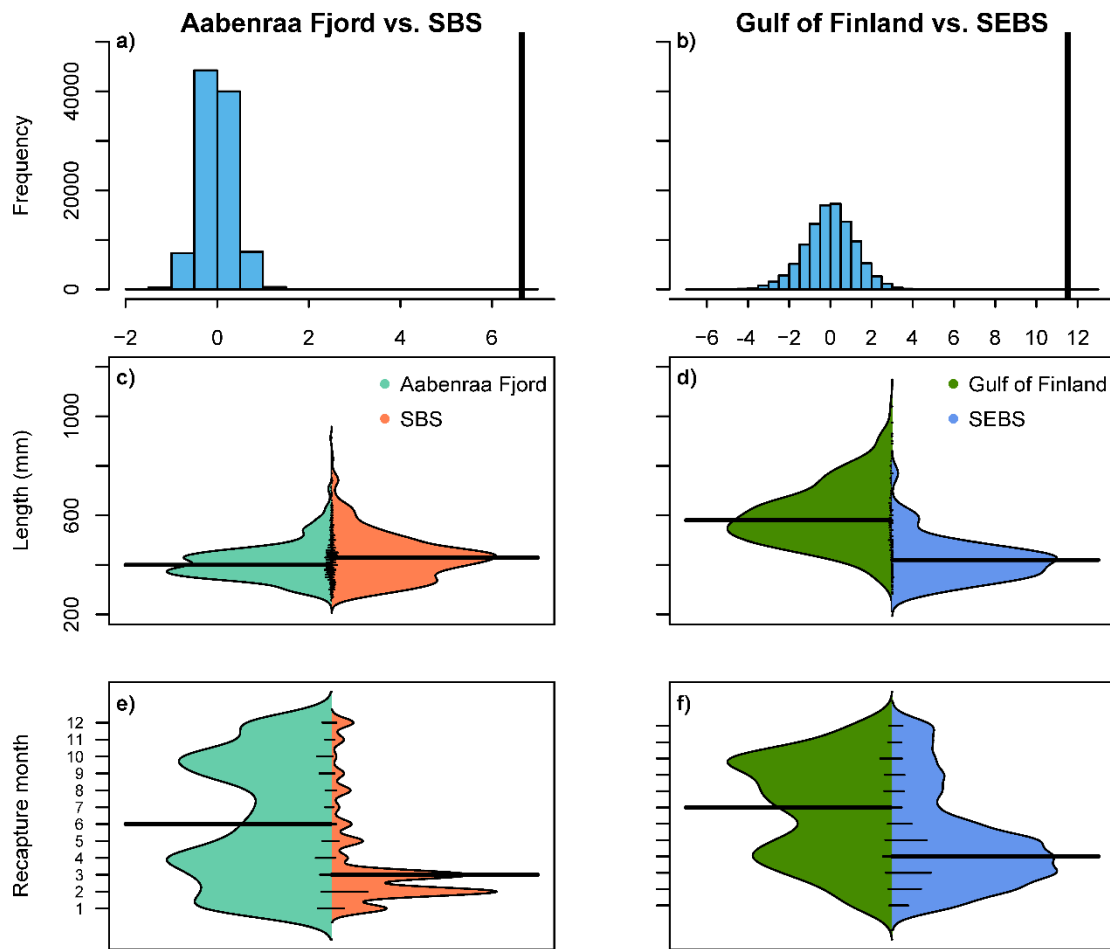 Aabenraa Fjord vs. SBS
Gulf of Finland vs. SEBS
a)
b)
Frequency
40000
20000
0
−2 0 2 4 6
-6 -4 −2 0 2 4 6 8 10 12
c)
Aabenraa Fjord
SBS
d)
Gulf of Finland
SEBS
Length (mm)
1000
600
200
e)
f)
Recapture month
12
11
10
9
8
7
6
5
4
3
2
1